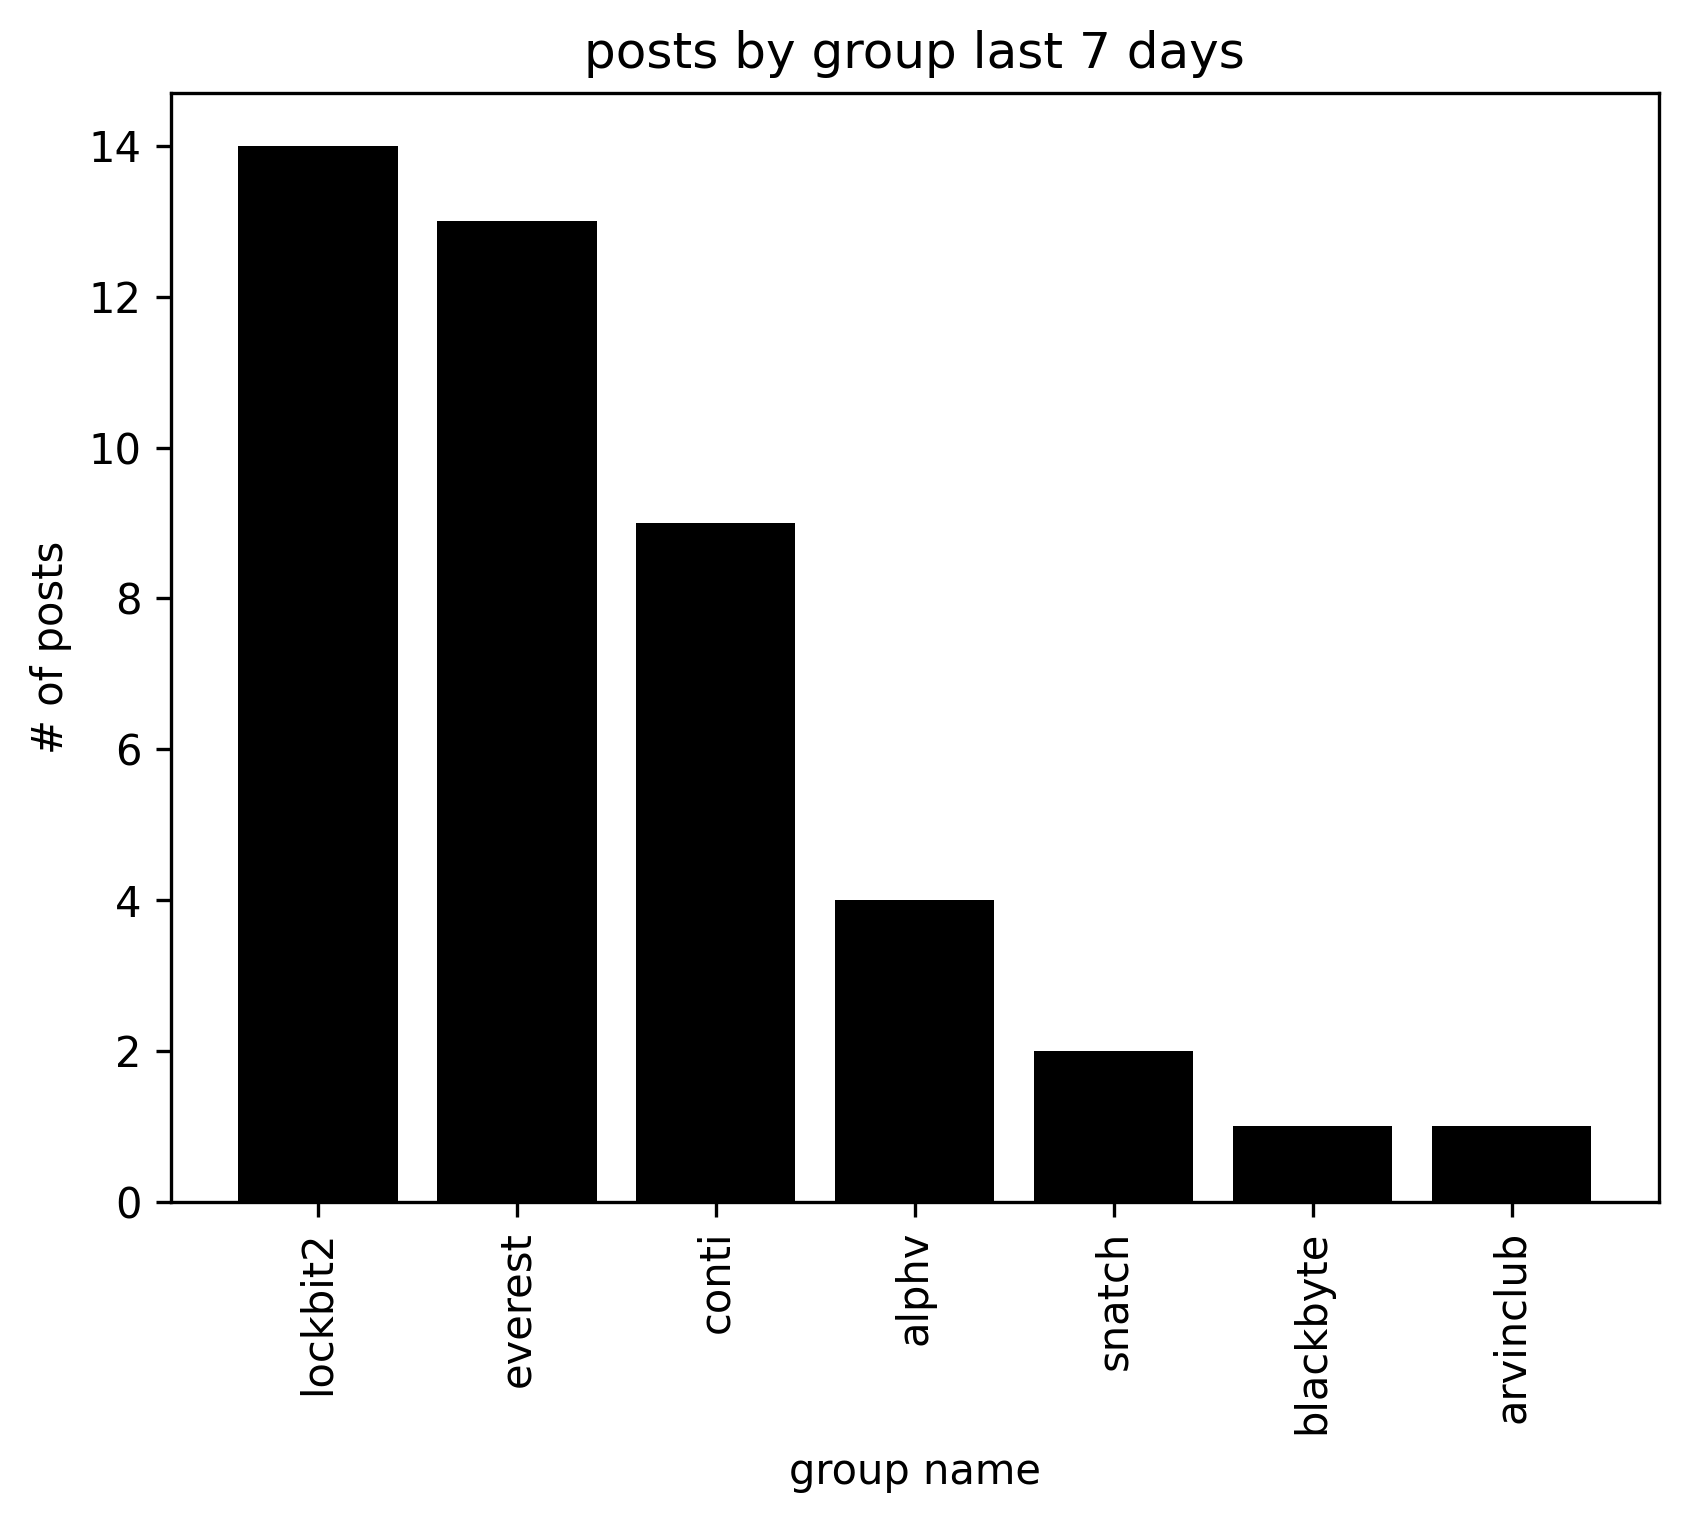 posts by group last 7 days
14
12
10
8
6
4
2
0
# of posts
lockbit2
everest
conti
alphv
snatch
blackbyte
arvinclub
group name